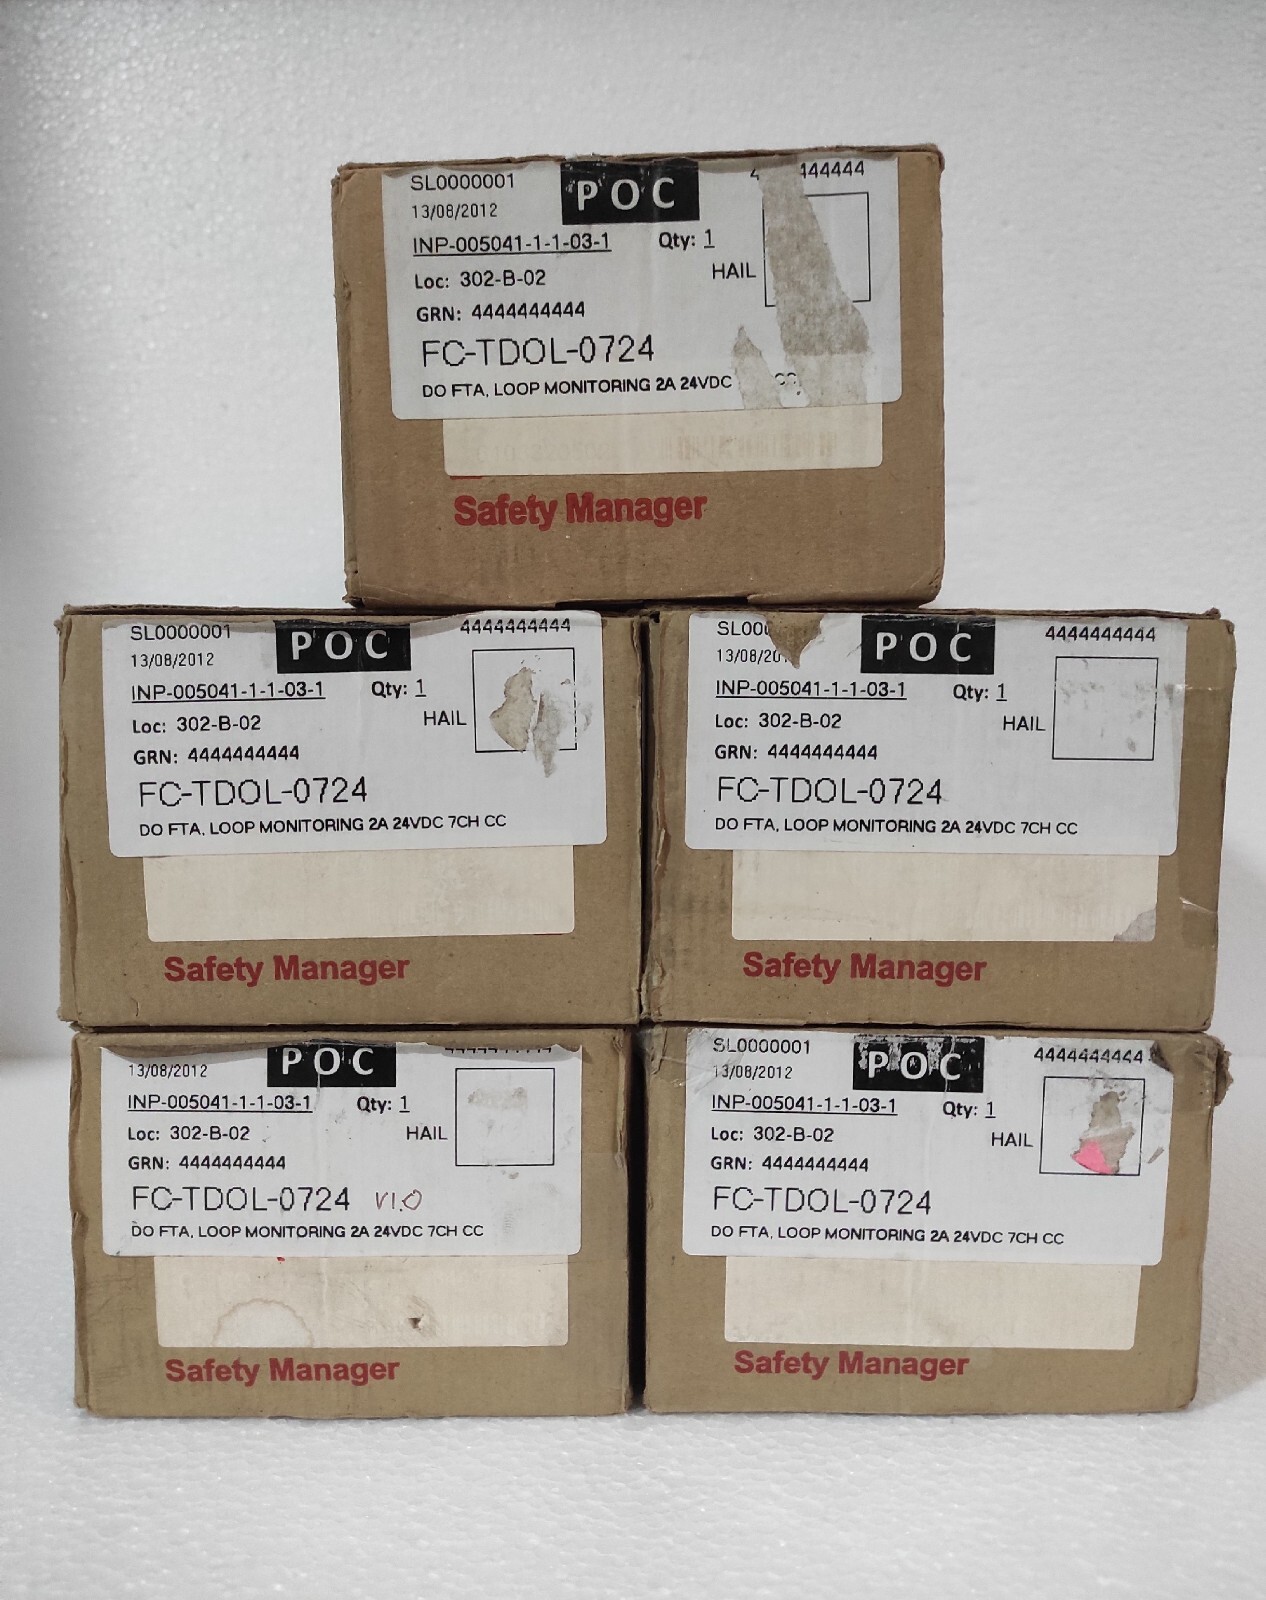 SL0000001
POC
444444
13/08/2012
INP-005041-1-1-03-1 Qty: 1
HAIL
Loc: 302-B-02
GRN: 4444444444
FC-TDOL-0724
DO FTA, LOOP MONITORING 2A 24VDC CC
Safety Manager
SL0000001
POC
4444444444
13/08/2012
INP-005041-1-1-03-1 Qty: 1
HAIL
Loc: 302-B-02
GRN: 4444444444
FC-TDOL-0724
DO FTA, LOOP MONITORING 2A 24VDC 7CH CC
Safety Manager
SL00
POC
4444444444
13/08/20
INP-005041-1-1-03-1 Qty: 1
HAIL
Loc: 302-B-02
GRN: 4444444444
FC-TDOL-0724
DO FTA, LOOP MONITORING 2A 24VDC 7CH CC
Safety Manager
POC
13/08/2012
INP-005041-1-1-03-1 Qty: 1
HAIL
Loc: 302-B-02
GRN: 4444444444
FC-TDOL-0724 V1.0
DO FTA, LOOP MONITORING 2A 24VDC 7CH CC
Safety Manager
SL0000001
POC
4444444444
13/08/2012
INP-005041-1-1-03-1 Qty: 1
HAIL
Loc: 302-B-02
GRN: 4444444444
FC-TDOL-0724
DO FTA, LOOP MONITORING 2A 24VDC 7CH CC
Safety Manager